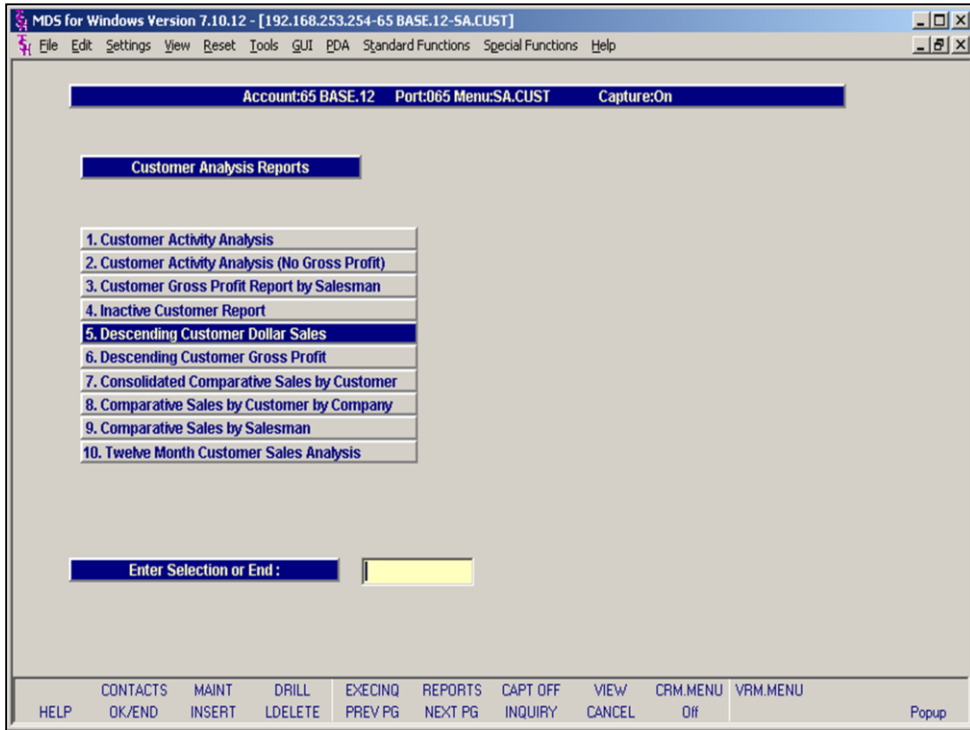 MDS for Windows Version 7.10.12 - [192.168.253.254-65 BASE.12-SA.CUST]
File Edit Settings View Reset Tools GUI PDA Standard Functions Special Functions Help
Account:65 BASE.12 Port:065 Menu:SA.CUST Capture:On
Customer Analysis Reports
1. Customer Activity Analysis
2. Customer Activity Analysis (No Gross Profit)
3. Customer Gross Profit Report by Salesman
4. Inactive Customer Report
5. Descending Customer Dollar Sales
6. Descending Customer Gross Profit
7. Consolidated Comparative Sales by Customer
8. Comparative Sales by Customer by Company
9. Comparative Sales by Salesman
10. Twelve Month Customer Sales Analysis
Enter Selection or End :
CONTACTS MAINT DRILL EXECINQ REPORTS CAPT OFF VIEW CRM.MENU VRM.MENU
HELP OK/END INSERT LDELETE PREV PG NEXT PG INQUIRY CANCEL Off Popup